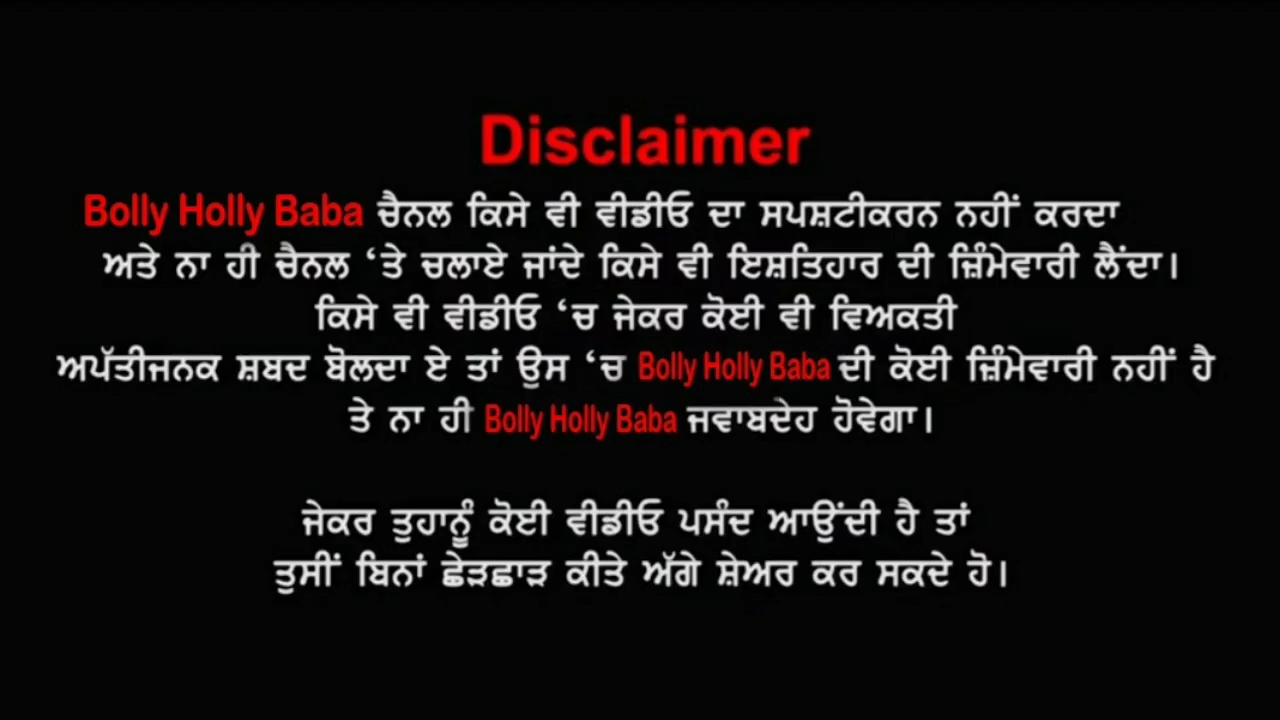 Disclaimer
Bolly Holly Baba ਚੈਨਲ ਕਿਸੇ ਵੀ ਵੀਡੀਓ ਦਾ ਸਪਸ਼ਟੀਕਰਨ ਨਹੀਂ ਕਰਦਾ
ਅਤੇ ਨਾ ਹੀ ਚੈਨਲ ‘ਤੇ ਚਲਾਏ ਜਾਂਦੇ ਕਿਸੇ ਵੀ ਇਸ਼ਤਿਹਾਰ ਦੀ ਜ਼ਿੰਮੇਵਾਰੀ ਲੈਂਦਾ।
ਕਿਸੇ ਵੀ ਵੀਡੀਓ ‘ਚ ਜੇਕਰ ਕੋਈ ਵੀ ਵਿਅਕਤੀ
ਅਪੱਤੀਜਨਕ ਸ਼ਬਦ ਬੋਲਦਾ ਏ ਤਾਂ ਉਸ ‘ਚ Bolly Holly Baba ਦੀ ਕੋਈ ਜ਼ਿੰਮੇਵਾਰੀ ਨਹੀਂ ਹੈ
ਤੇ ਨਾ ਹੀ Bolly Holly Baba ਜਵਾਬਦੇਹ ਹੋਵੇਗਾ।
ਜੇਕਰ ਤੁਹਾਨੂੰ ਕੋਈ ਵੀਡੀਓ ਪਸੰਦ ਆਉਂਦੀ ਹੈ ਤਾਂ
ਤੁਸੀਂ ਬਿਨਾਂ ਛੇੜਛਾੜ ਕੀਤੇ ਅੱਗੇ ਸ਼ੇਅਰ ਕਰ ਸਕਦੇ ਹੋ।